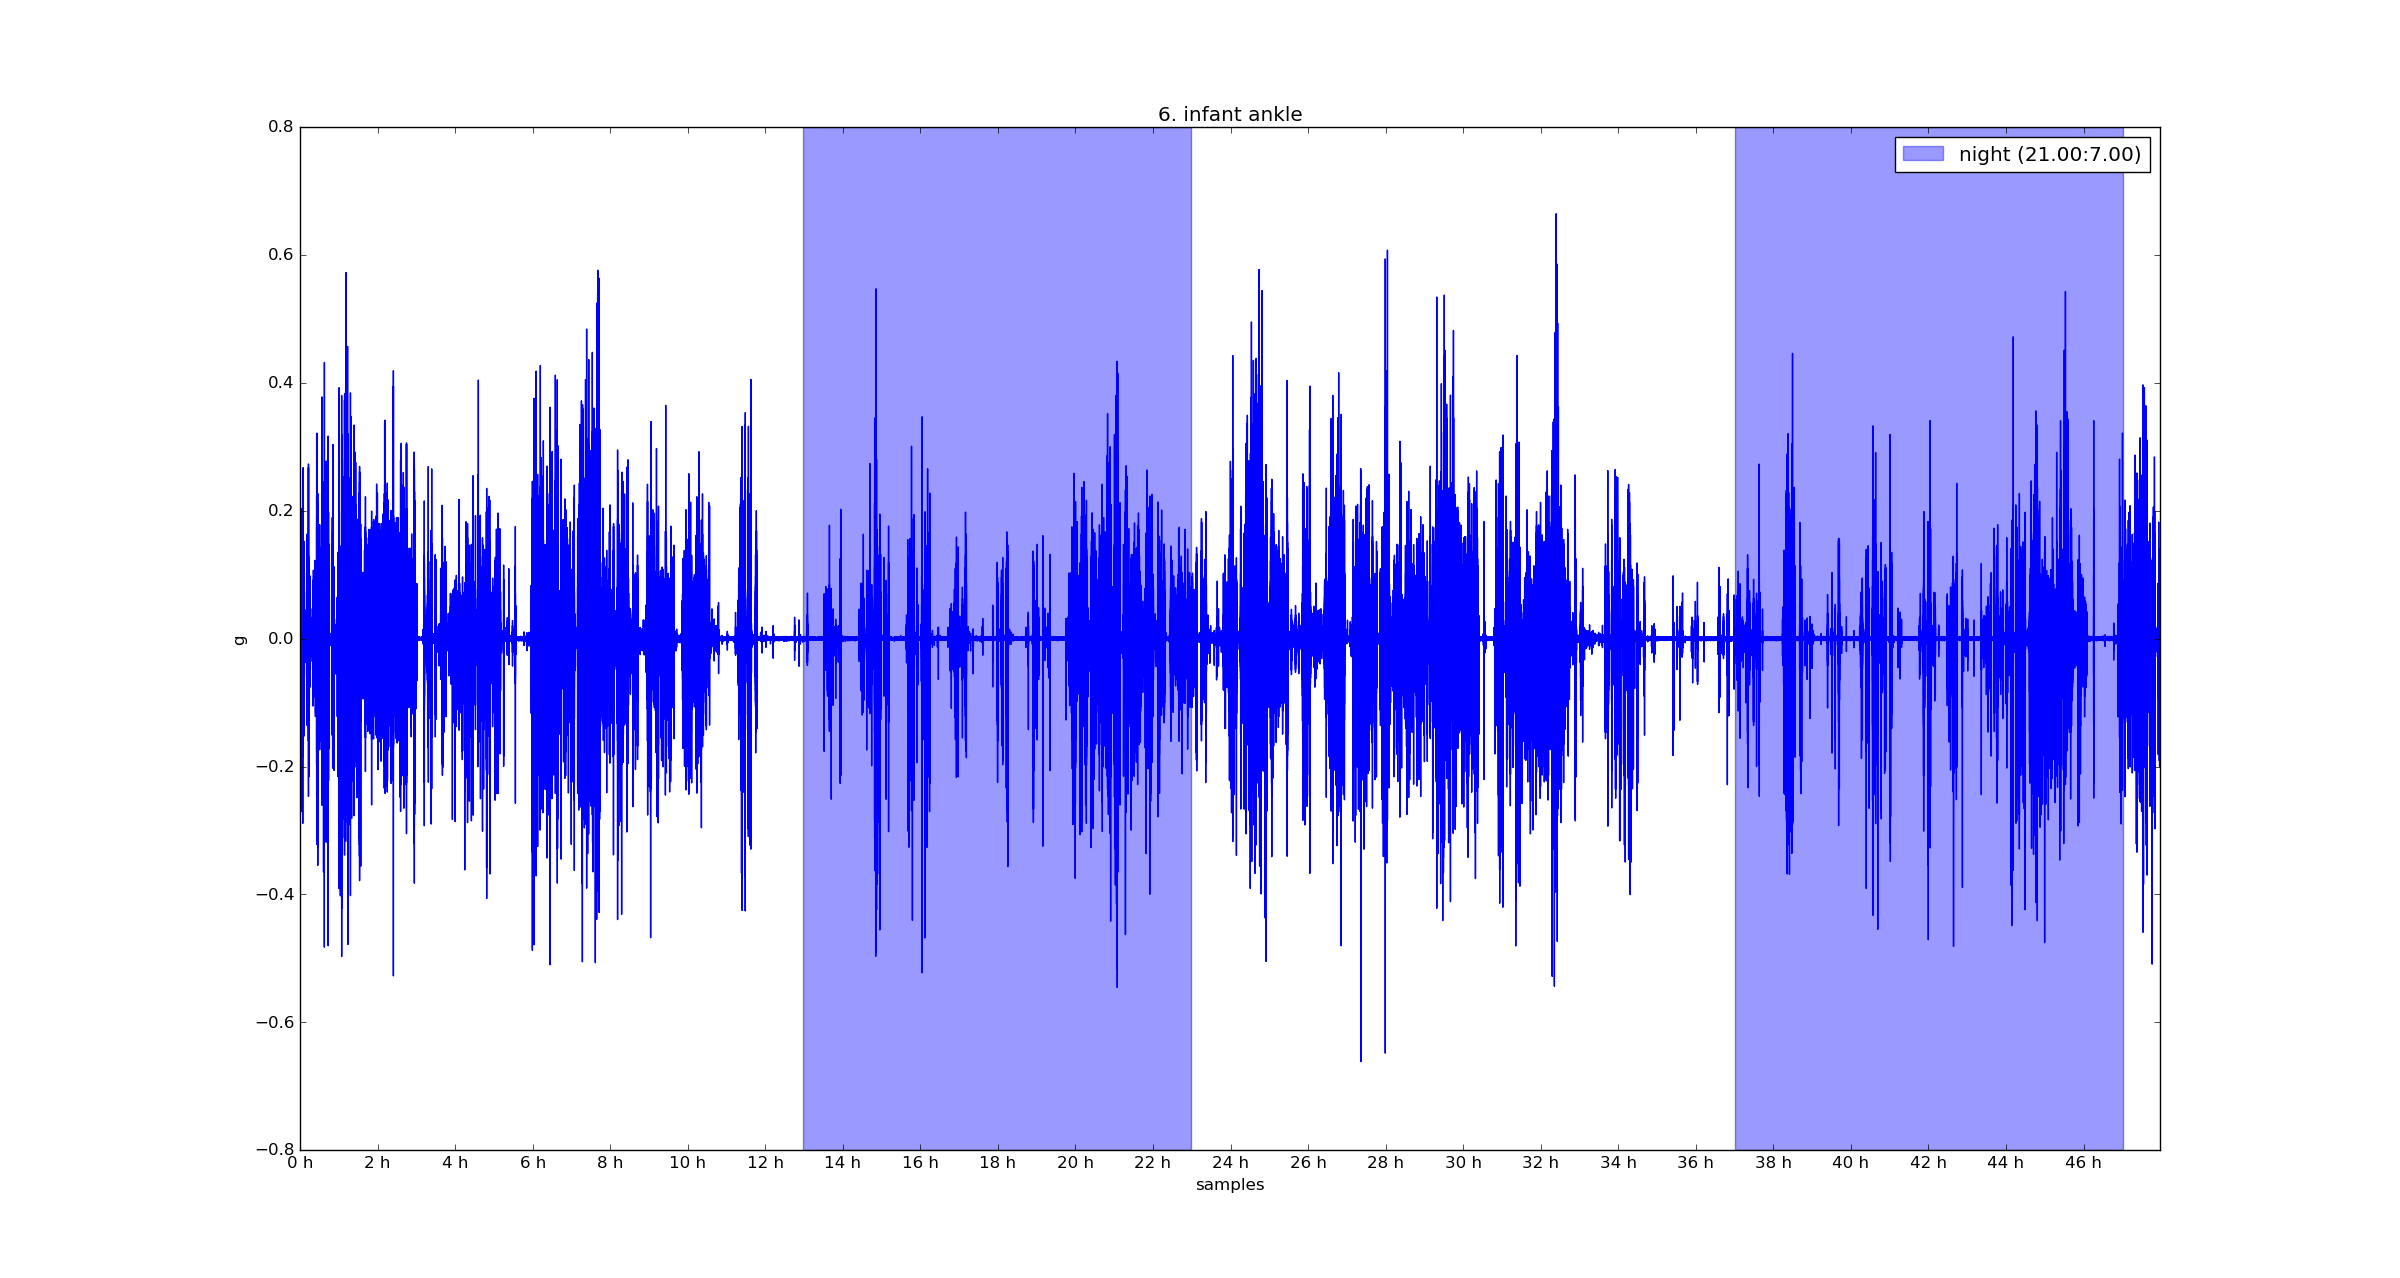 6. infant ankle
night (21.00:7.00)
0.8
0.6
0.4
0.2
0.0
−0.2
−0.4
−0.6
−0.8
g
0 h 2 h 4 h 6 h 8 h 10 h 12 h 14 h 16 h 18 h 20 h 22 h 24 h 26 h 28 h 30 h 32 h 34 h 36 h 38 h 40 h 42 h 44 h 46 h
samples